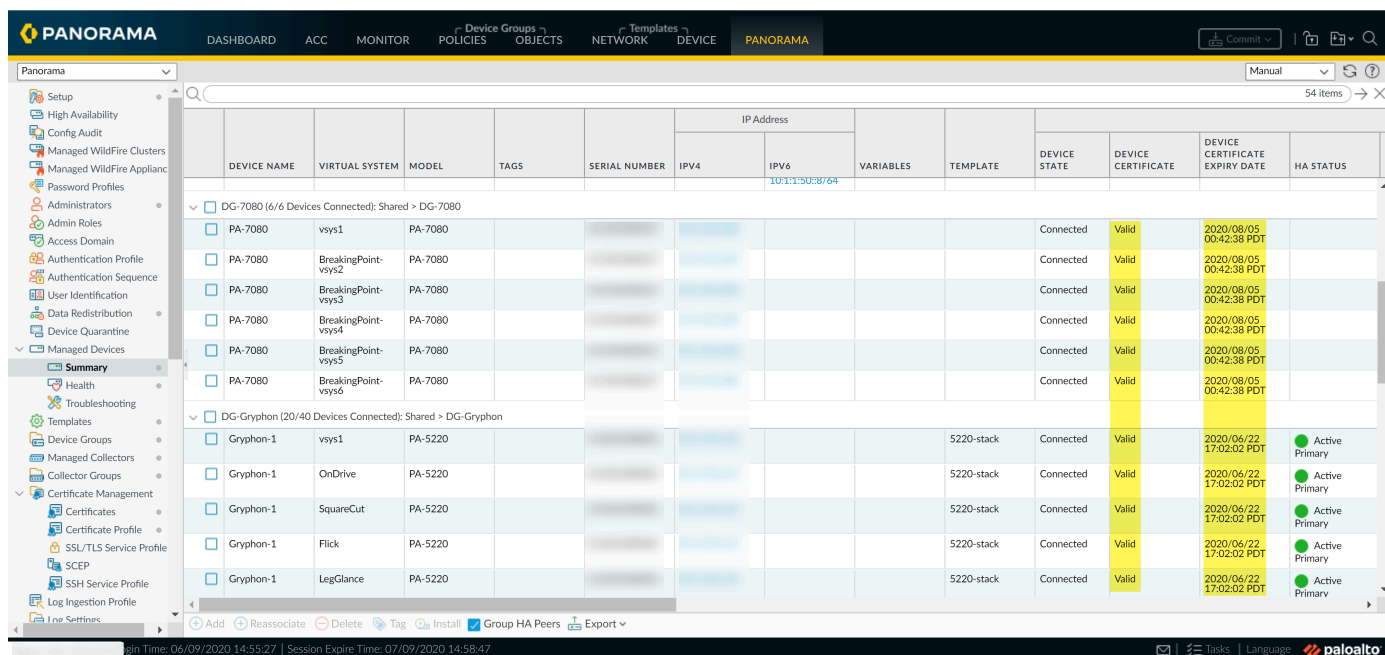 PANORAMA
Device Groups
Templates
DASHBOARD ACC MONITOR POLICIES OBJECTS NETWORK DEVICE PANORAMA
Commit
Panorama
Manual
54 items
Setup
High Availability
Config Audit
Managed WildFire Clusters
Managed WildFire Applianc
Password Profiles
Administrators
Admin Roles
Access Domain
Authentication Profile
Authentication Sequence
User Identification
Data Redistribution
Device Quarantine
Managed Devices
Summary
Health
Troubleshooting
Templates
Device Groups
Managed Collectors
Collector Groups
Certificate Management
Certificates
Certificate Profile
SSL/TLS Service Profile
SCEP
SSH Service Profile
Log Ingestion Profile
Log Settings
IP Address
DEVICE NAME VIRTUAL SYSTEM MODEL TAGS SERIAL NUMBER IPV4 IPV6 VARIABLES TEMPLATE DEVICE STATE DEVICE CERTIFICATE DEVICE CERTIFICATE EXPIRY DATE HA STATUS
10:1:1:50::8/64
DG-7080 (6/6 Devices Connected): Shared > DG-7080
PA-7080 vsys1 PA-7080 Connected Valid 2020/08/05 00:42:38 PDT
PA-7080 BreakingPoint-vsys2 PA-7080 Connected Valid 2020/08/05 00:42:38 PDT
PA-7080 BreakingPoint-vsys3 PA-7080 Connected Valid 2020/08/05 00:42:38 PDT
PA-7080 BreakingPoint-vsys4 PA-7080 Connected Valid 2020/08/05 00:42:38 PDT
PA-7080 BreakingPoint-vsys5 PA-7080 Connected Valid 2020/08/05 00:42:38 PDT
PA-7080 BreakingPoint-vsys6 PA-7080 Connected Valid 2020/08/05 00:42:38 PDT
DG-Gryphon (20/40 Devices Connected): Shared > DG-Gryphon
Gryphon-1 vsys1 PA-5220 5220-stack Connected Valid 2020/06/22 17:02:02 PDT Active Primary
Gryphon-1 OnDrive PA-5220 5220-stack Connected Valid 2020/06/22 17:02:02 PDT Active Primary
Gryphon-1 SquareCut PA-5220 5220-stack Connected Valid 2020/06/22 17:02:02 PDT Active Primary
Gryphon-1 Flick PA-5220 5220-stack Connected Valid 2020/06/22 17:02:02 PDT Active Primary
Gryphon-1 LegGlance PA-5220 5220-stack Connected Valid 2020/06/22 17:02:02 PDT Active Primary
Add Reassociate Delete Tag Install Group HA Peers Export
gin Time: 06/09/2020 14:55:27 | Session Expire Time: 07/09/2020 14:58:47
Tasks | Language paloalto